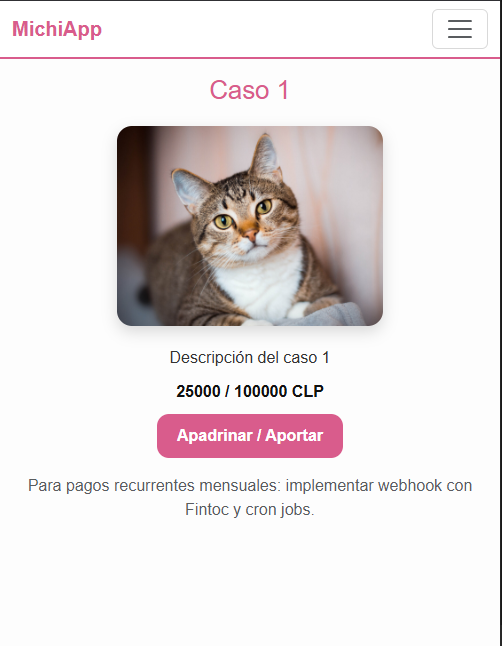 MichiApp
Caso 1
Descripción del caso 1
25000 / 100000 CLP
Apadrinar / Aportar
Para pagos recurrentes mensuales: implementar webhook con
Fintoc y cron jobs.